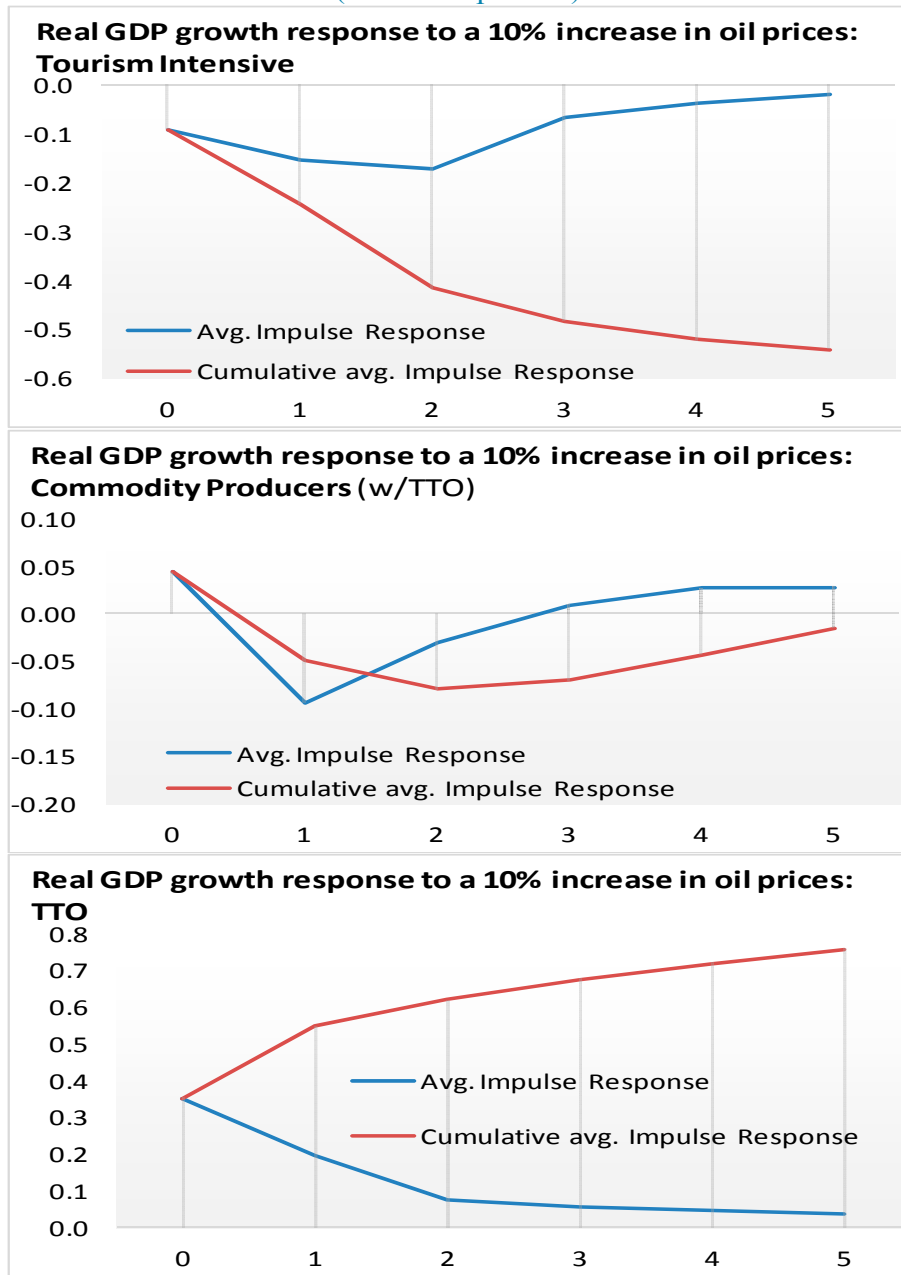 Real GDP growth response to a 10% increase in oil prices:
Tourism Intensive
0.0
-0.1
-0.2
-0.3
-0.4
-0.5
-0.6
Avg. Impulse Response
Cumulative avg. Impulse Response
0 1 2 3 4 5
Real GDP growth response to a 10% increase in oil prices:
Commodity Producers (w/TTO)
0.10
0.05
0.00
-0.05
-0.10
-0.15
-0.20
Avg. Impulse Response
Cumulative avg. Impulse Response
0 1 2 3 4 5
Real GDP growth response to a 10% increase in oil prices:
TTO
0.8
0.7
0.6
0.5
0.4
0.3
0.2
0.1
0.0
Avg. Impulse Response
Cumulative avg. Impulse Response
0 1 2 3 4 5